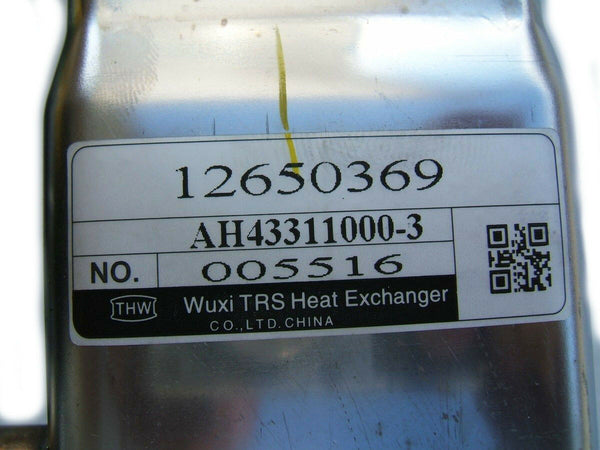 12650369
AH43311000-3
NO. 005516
THW Wuxi TRS Heat Exchanger
CO.,LTD.CHINA